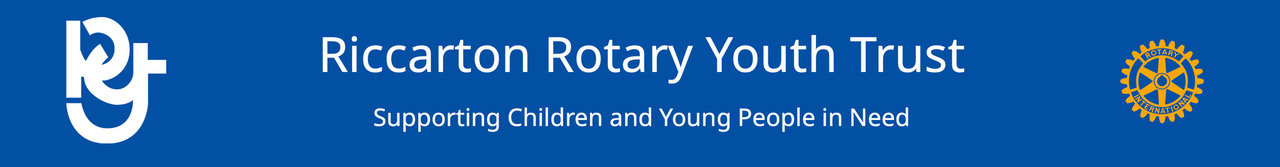 Riccarton Rotary Youth Trust
Supporting Children and Young People in Need
ROTARY
INTERNATIONAL